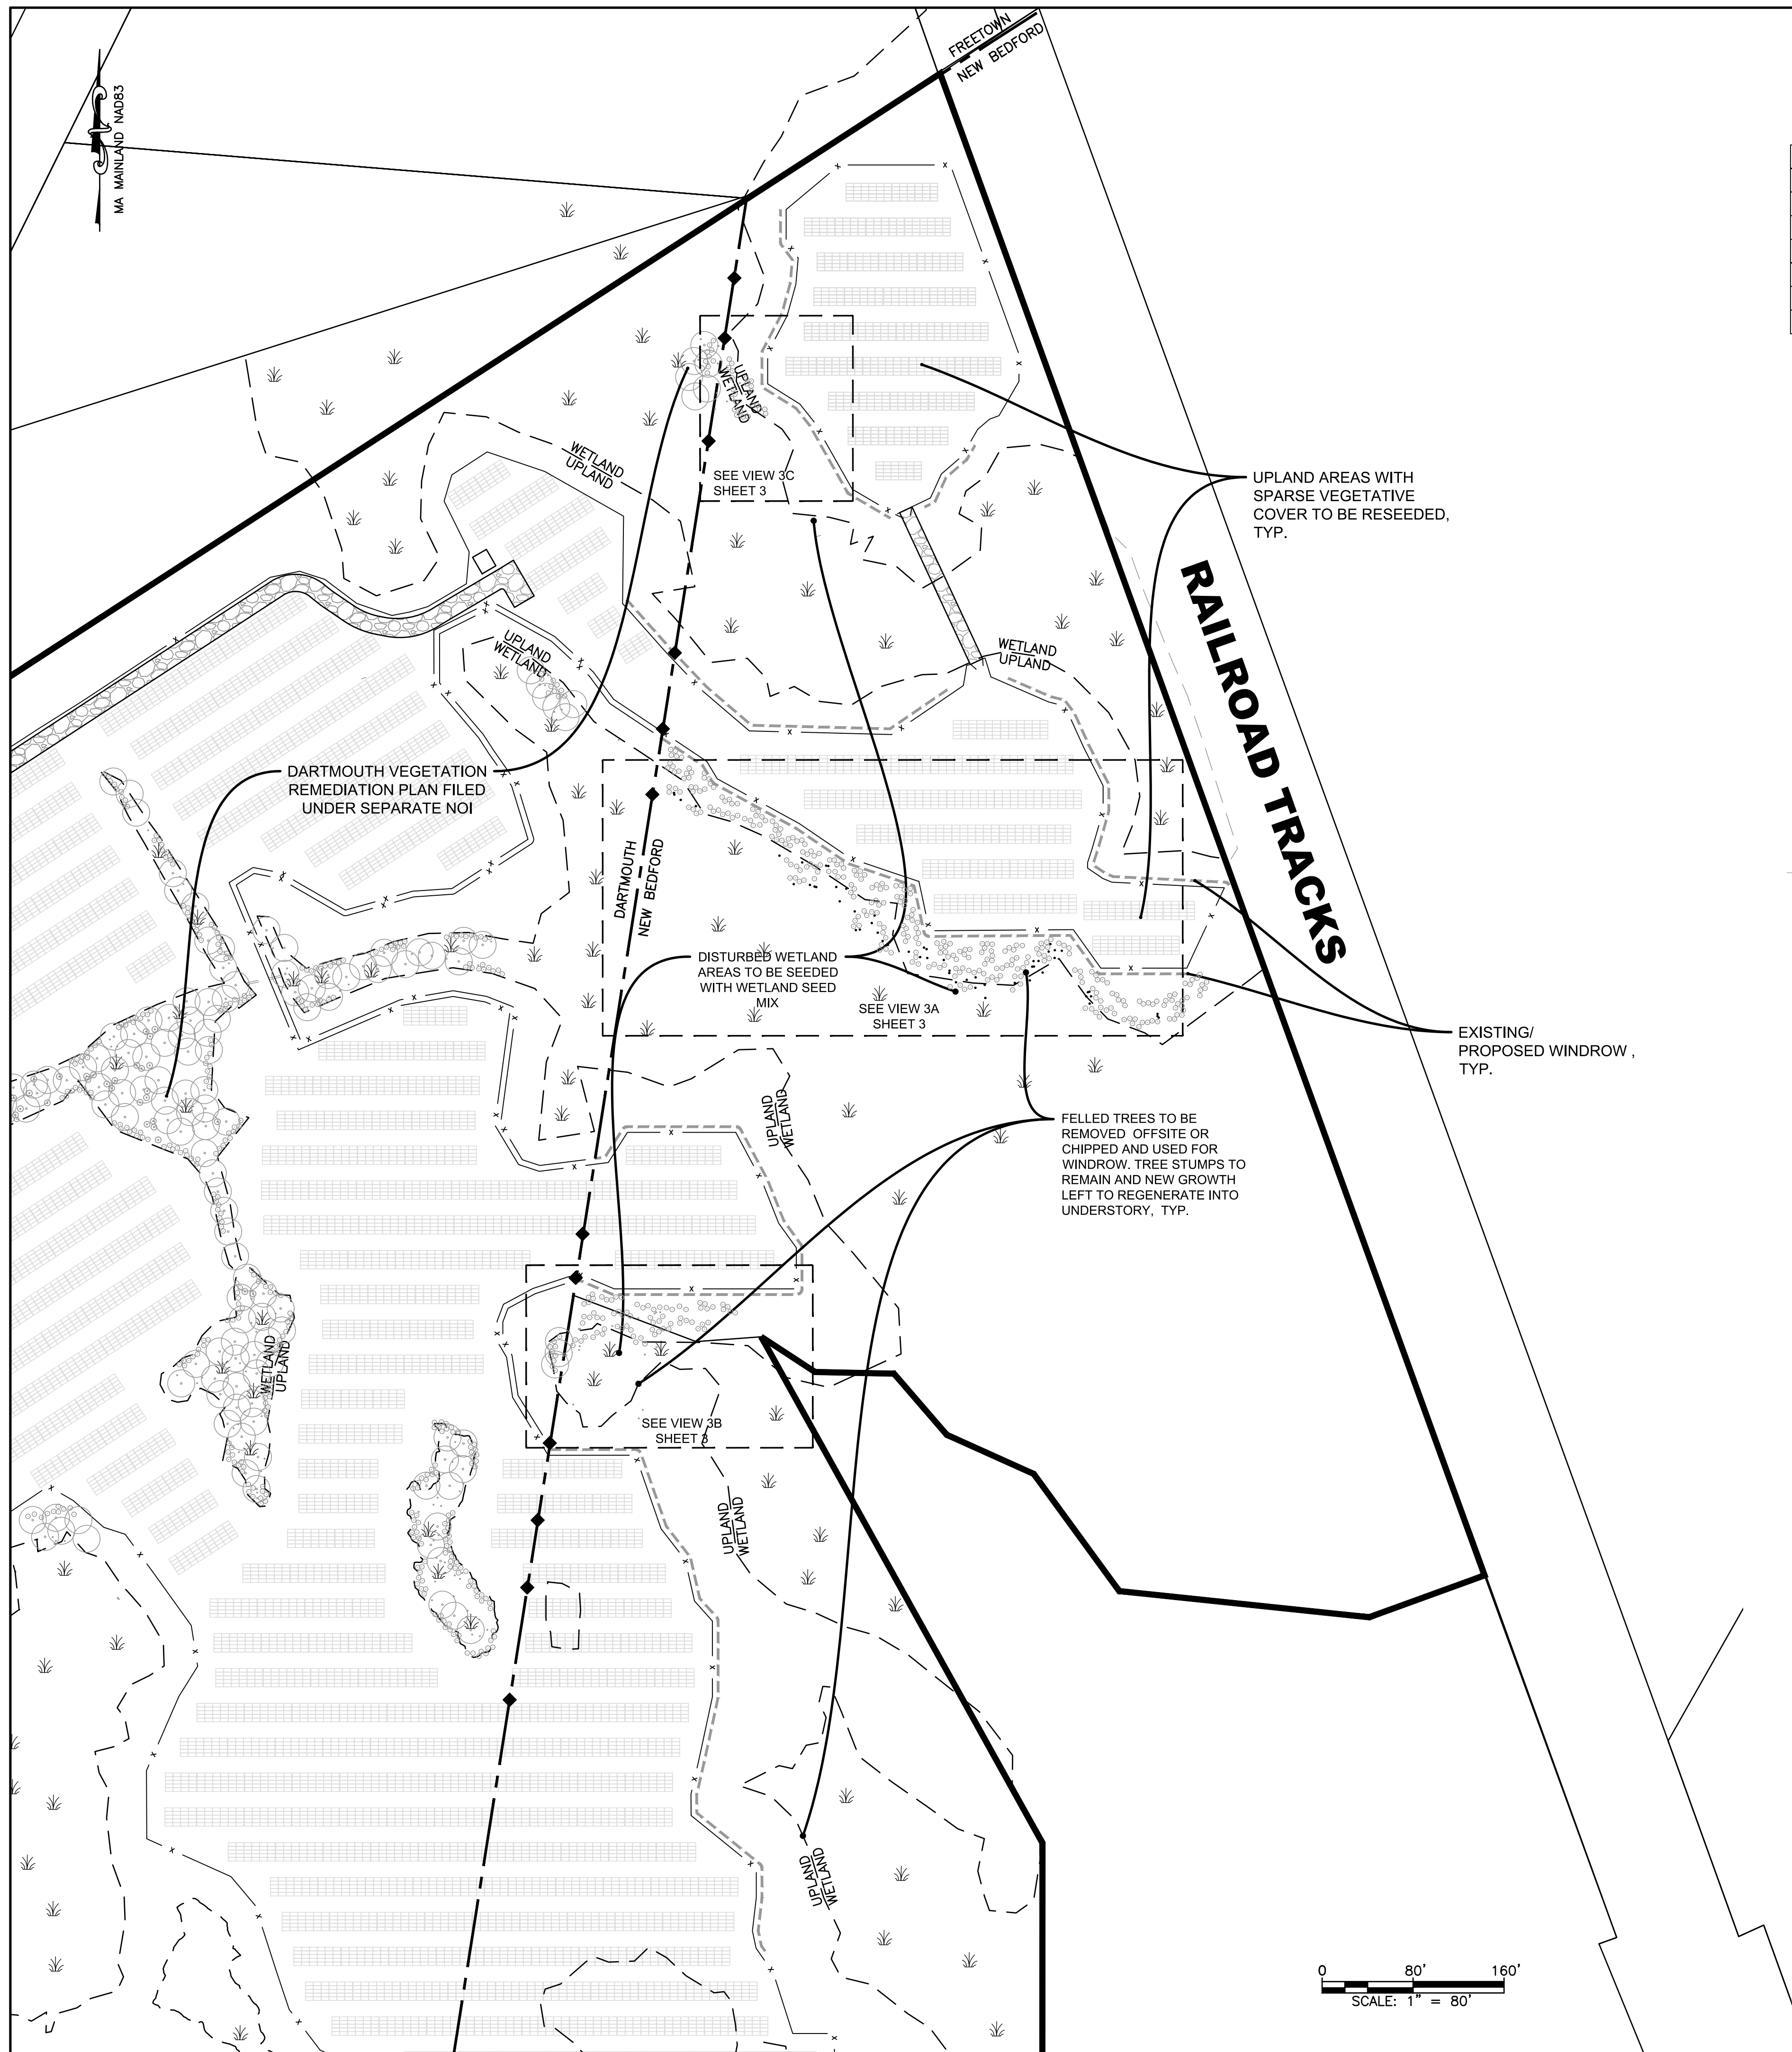 FREETOWN
NEW BEDFORD
MA MAINLAND NAD83
UPLAND
WETLAND
WETLAND
UPLAND
SEE VIEW 3C
SHEET 3
UPLAND AREAS WITH
SPARSE VEGETATIVE
COVER TO BE RESEEDED,
TYP.
RAILROAD TRACKS
UPLAND
WETLAND
WETLAND
UPLAND
DARTMOUTH VEGETATION
REMEDIATION PLAN FILED
UNDER SEPARATE NOI
DARTMOUTH
NEW BEDFORD
DISTURBED WETLAND
AREAS TO BE SEEDED
WITH WETLAND SEED
MIX
SEE VIEW 3A
SHEET 3
EXISTING/
PROPOSED WINDROW ,
TYP.
UPLAND
WETLAND
FELLED TREES TO BE
REMOVED OFFSITE OR
CHIPPED AND USED FOR
WINDROW. TREE STUMPS TO
REMAIN AND NEW GROWTH
LEFT TO REGENERATE INTO
UNDERSTORY, TYP.
WETLAND
UPLAND
SEE VIEW 3B
SHEET 3
UPLAND
WETLAND
UPLAND
WETLAND
0 80' 160'
SCALE: 1" = 80'